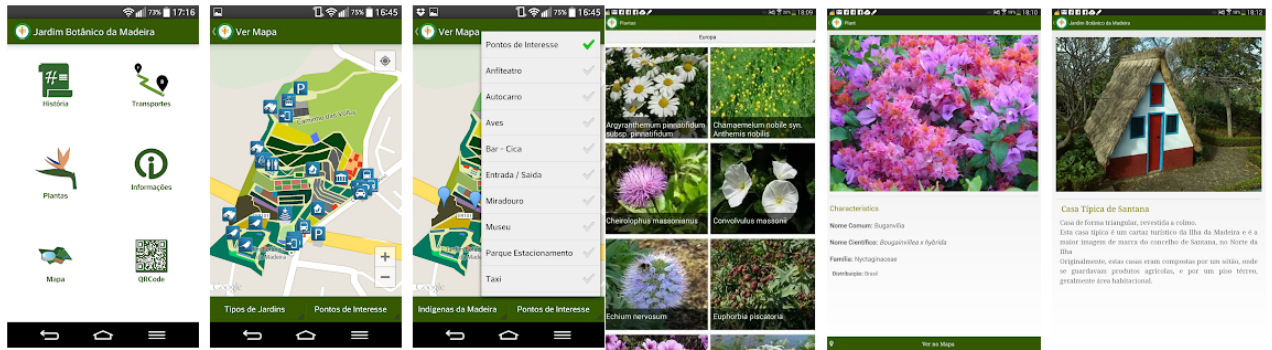 73% 17:16
Jardim Botânico da Madeira
História
Transportes
Plantas
Informações
Mapa
QRCode
75% 16:45
Ver Mapa
Caminho das Voltas
Google
Tipos de Jardins
Pontos de Interesse
75% 16:45
Ver Mapa
Pontos de Interesse
Anfiteatro
Autocarro
Aves
Bar - Cica
Entrada / Saída
Miradouro
Museu
Parque Estacionamento
Taxi
Google
Indígenas da Madeira
Pontos de Interesse
18:09
Plantas
Europa
Argyranthemum pinnatifidum
subsp. pinnatifidum
Chamaemelum nobile syn.
Anthemis nobilis
Cheirolophus massonianus
Convolvulus massonii
Echium nervosum
Euphorbia piscatoria
18:10
Plant
Characteristics
Nome Comum: Buganvília
Nome Científico: Bougainvillea x hybrida
Família: Nyctaginaceae
Distribuição: Brasil
Ver no Mapa
18:12
Jardim Botânico da Madeira
Casa Típica de Santana
Casa de forma triangular, revestida a colmo.
Esta casa típica é um cartaz turístico da Ilha da Madeira e é a
maior imagem de marca do concelho de Santana, no Norte da
Ilha
Originalmente, estas casas eram compostas por um sótão, onde
se guardavam produtos agrícolas, e por um piso térreo,
geralmente área habitacional.